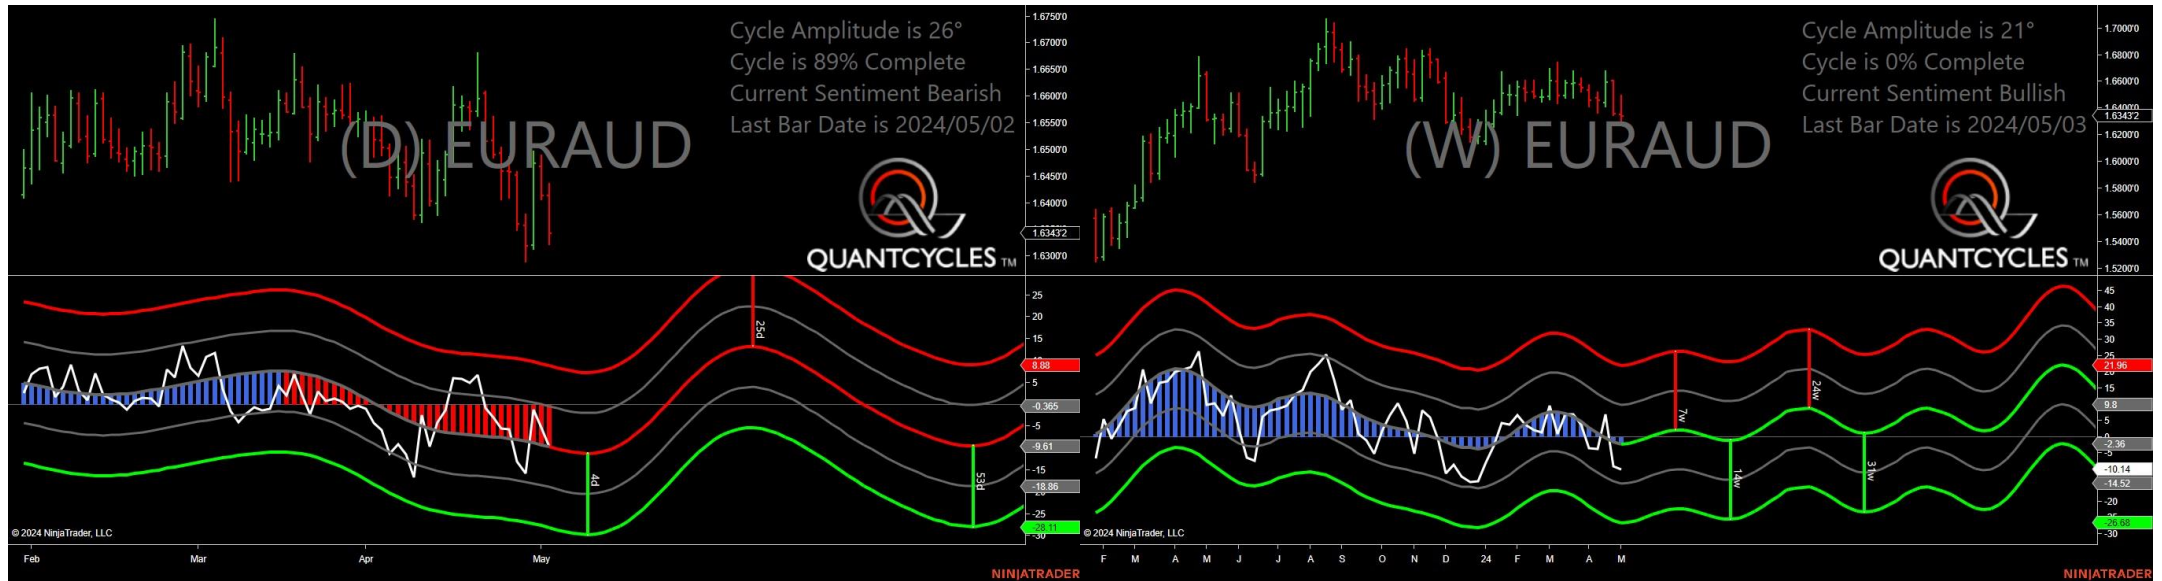 Cycle Amplitude is 26°
Cycle is 89% Complete
Current Sentiment Bearish
Last Bar Date is 2024/05/02
(D) EURAUD
QUANTCYCLES TM
1.6750'0
1.6700'0
1.6650'0
1.6600'0
1.6550'0
1.6500'0
1.6450'0
1.6400'0
1.6343'2
1.6300'0
25d
4d
53d
25
20
15
8.88
5
-0.365
-5
-9.61
-15
-18.86
-25
-28.11
-30
© 2024 NinjaTrader, LLC
Feb Mar Apr May
NINJATRADER
Cycle Amplitude is 21°
Cycle is 0% Complete
Current Sentiment Bullish
Last Bar Date is 2024/05/03
(W) EURAUD
QUANTCYCLES TM
1.7000'0
1.6800'0
1.6600'0
1.6400'0
1.6343'2
1.6200'0
1.6000'0
1.5800'0
1.5600'0
1.5400'0
1.5200'0
7w
14w
24w
31w
45
40
35
30
25
21.96
15
9.8
5
-2.36
-5
-10.14
-14.52
-20
-26.68
-30
© 2024 NinjaTrader, LLC
F M A M J J A S O N D 24 F M A M
NINJATRADER